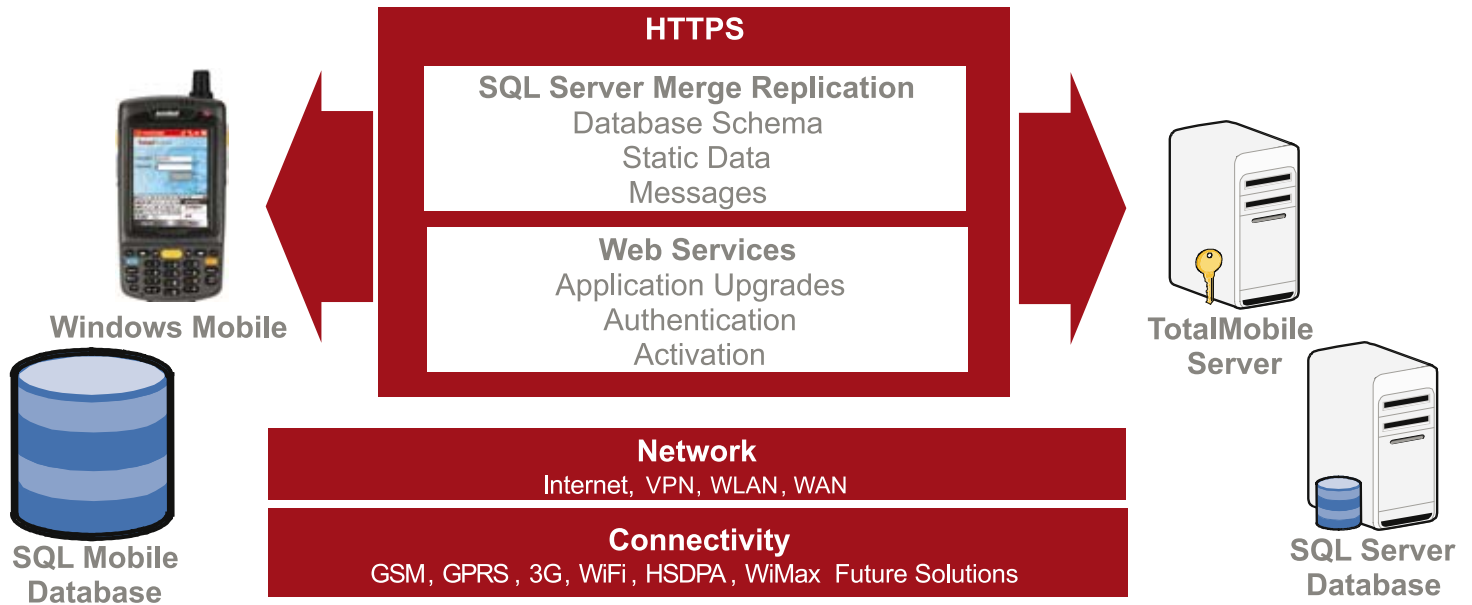 HTTPS
SQL Server Merge Replication
Database Schema
Static Data
Messages
Web Services
Application Upgrades
Authentication
Activation
Windows Mobile
TotalMobile
Server
Network
Internet, VPN, WLAN, WAN
Connectivity
GSM, GPRS, 3G, WiFi, HSDPA, WiMax Future Solutions
SQL Mobile
Database
SQL Server
Database